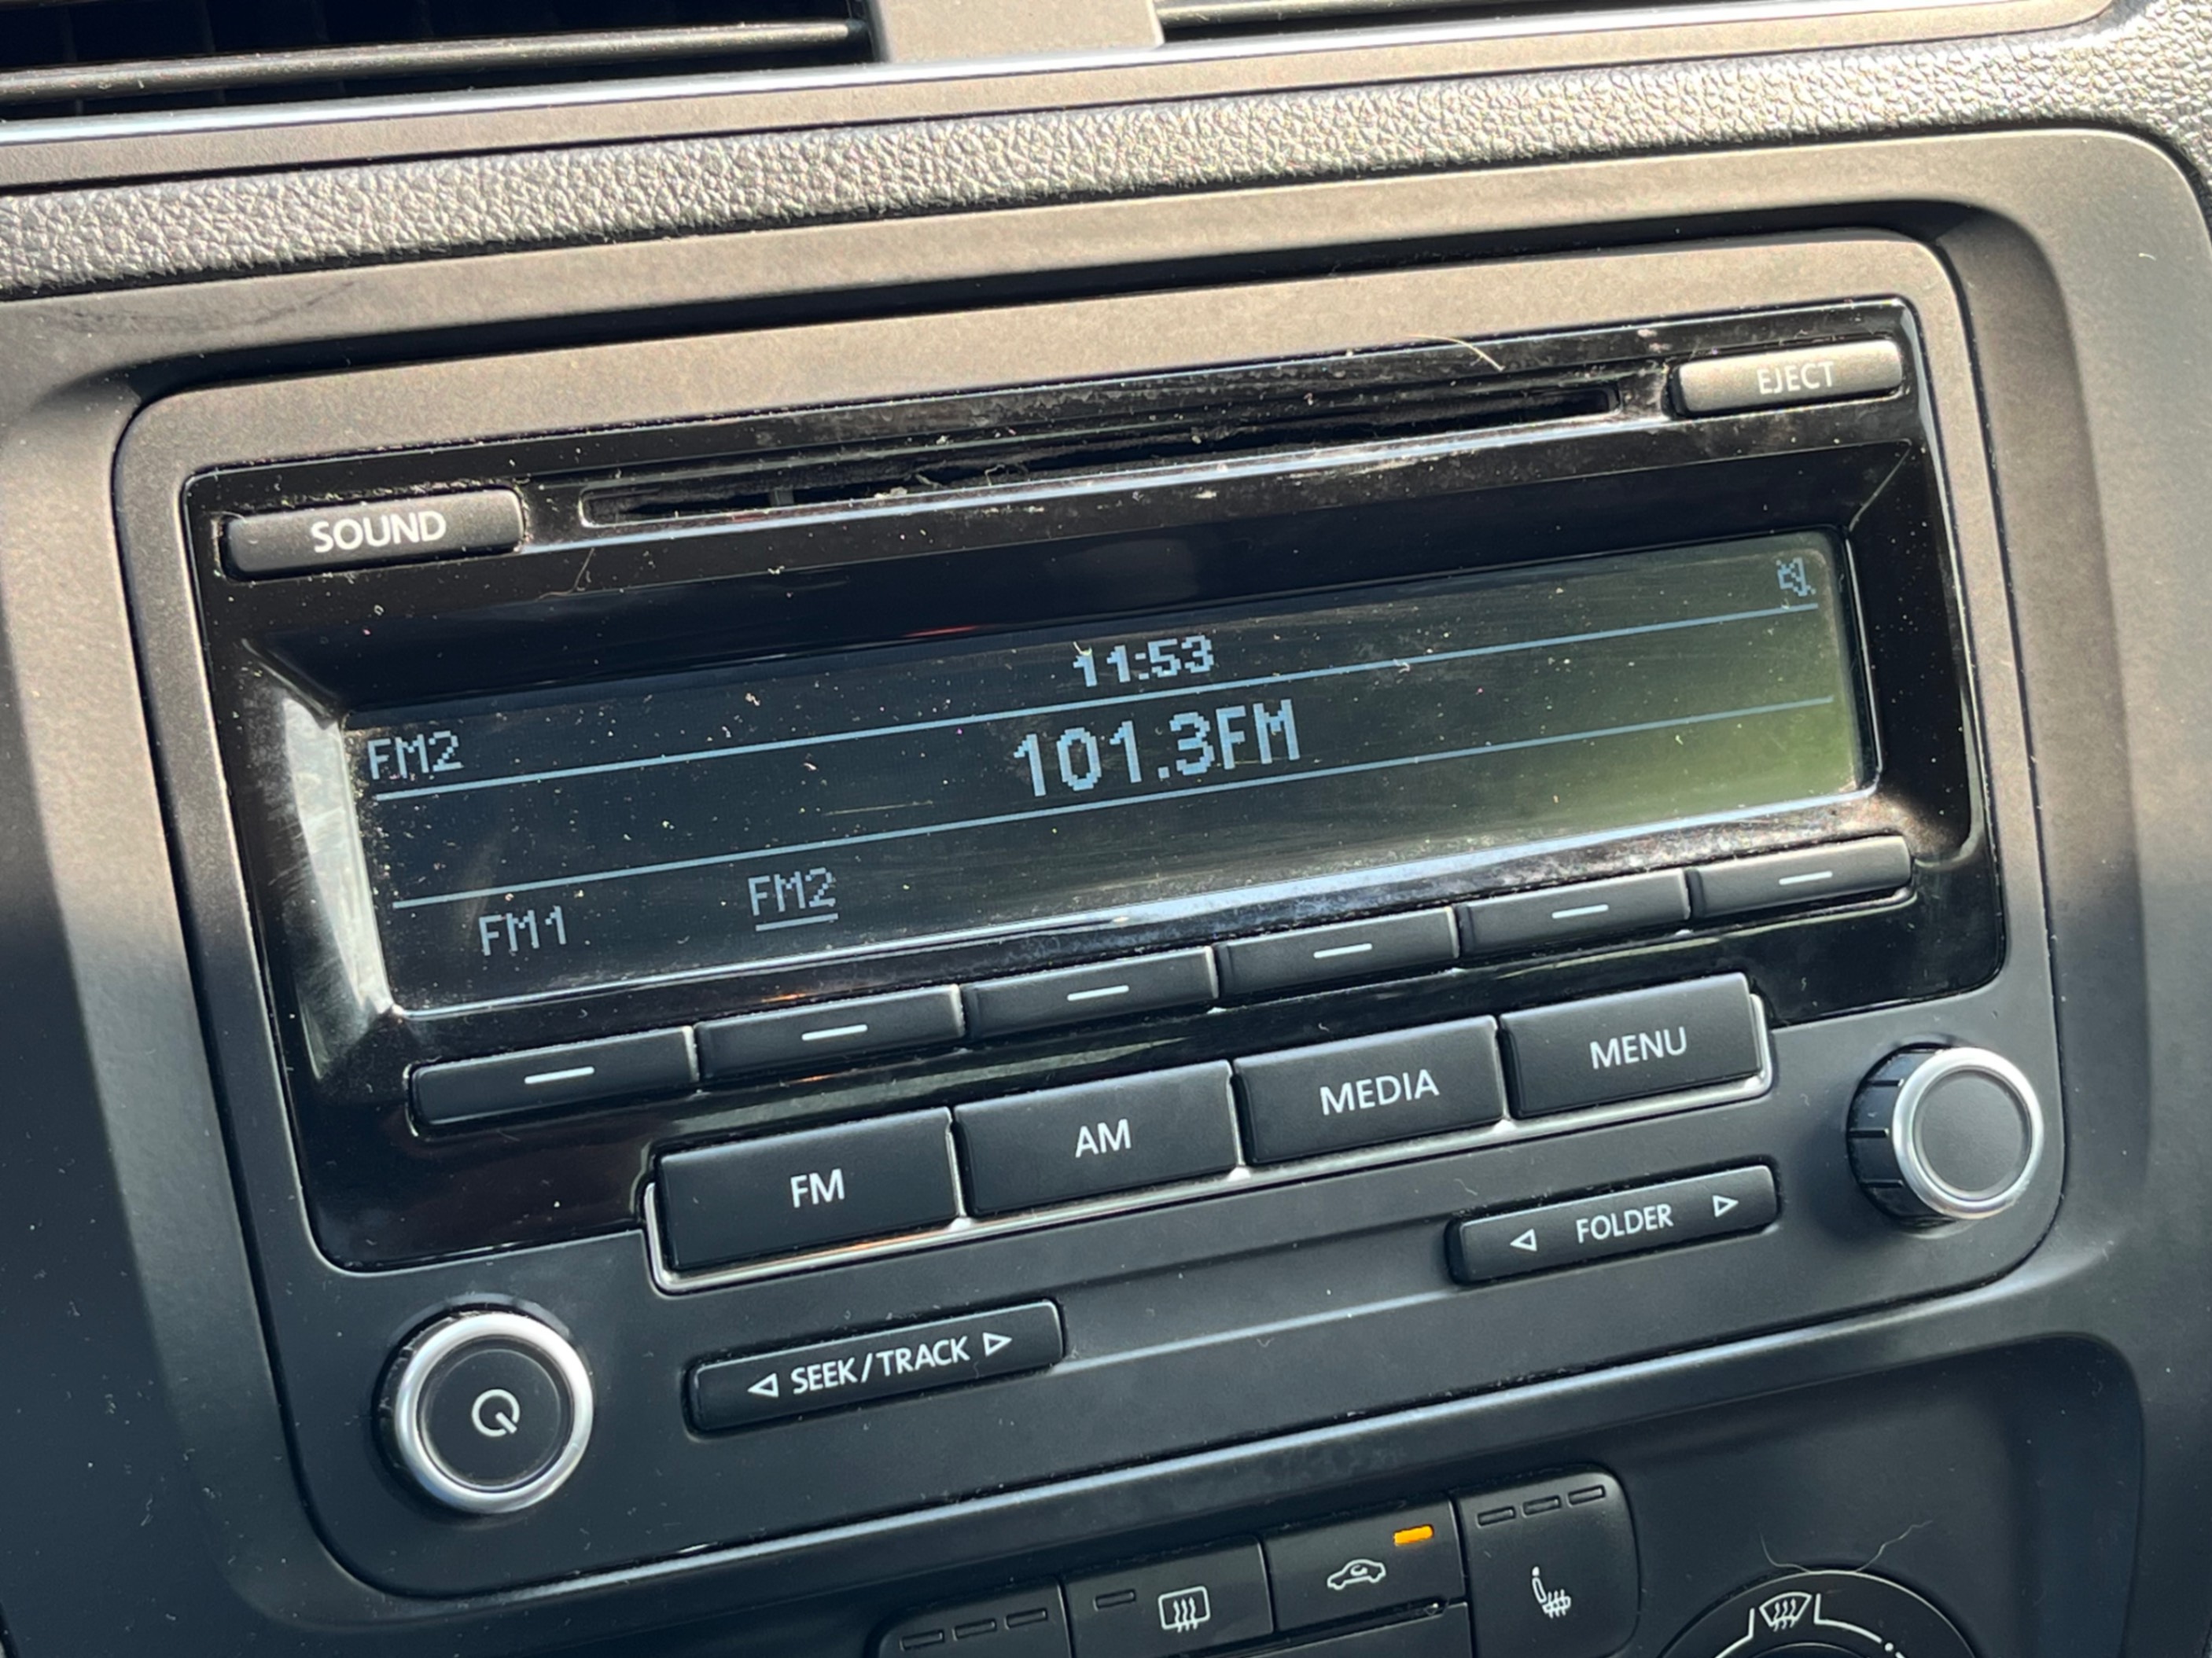 EJECT
SOUND
11:53
FM2
101.3FM
FM1 FM2
FM AM MEDIA MENU
FOLDER
SEEK/TRACK